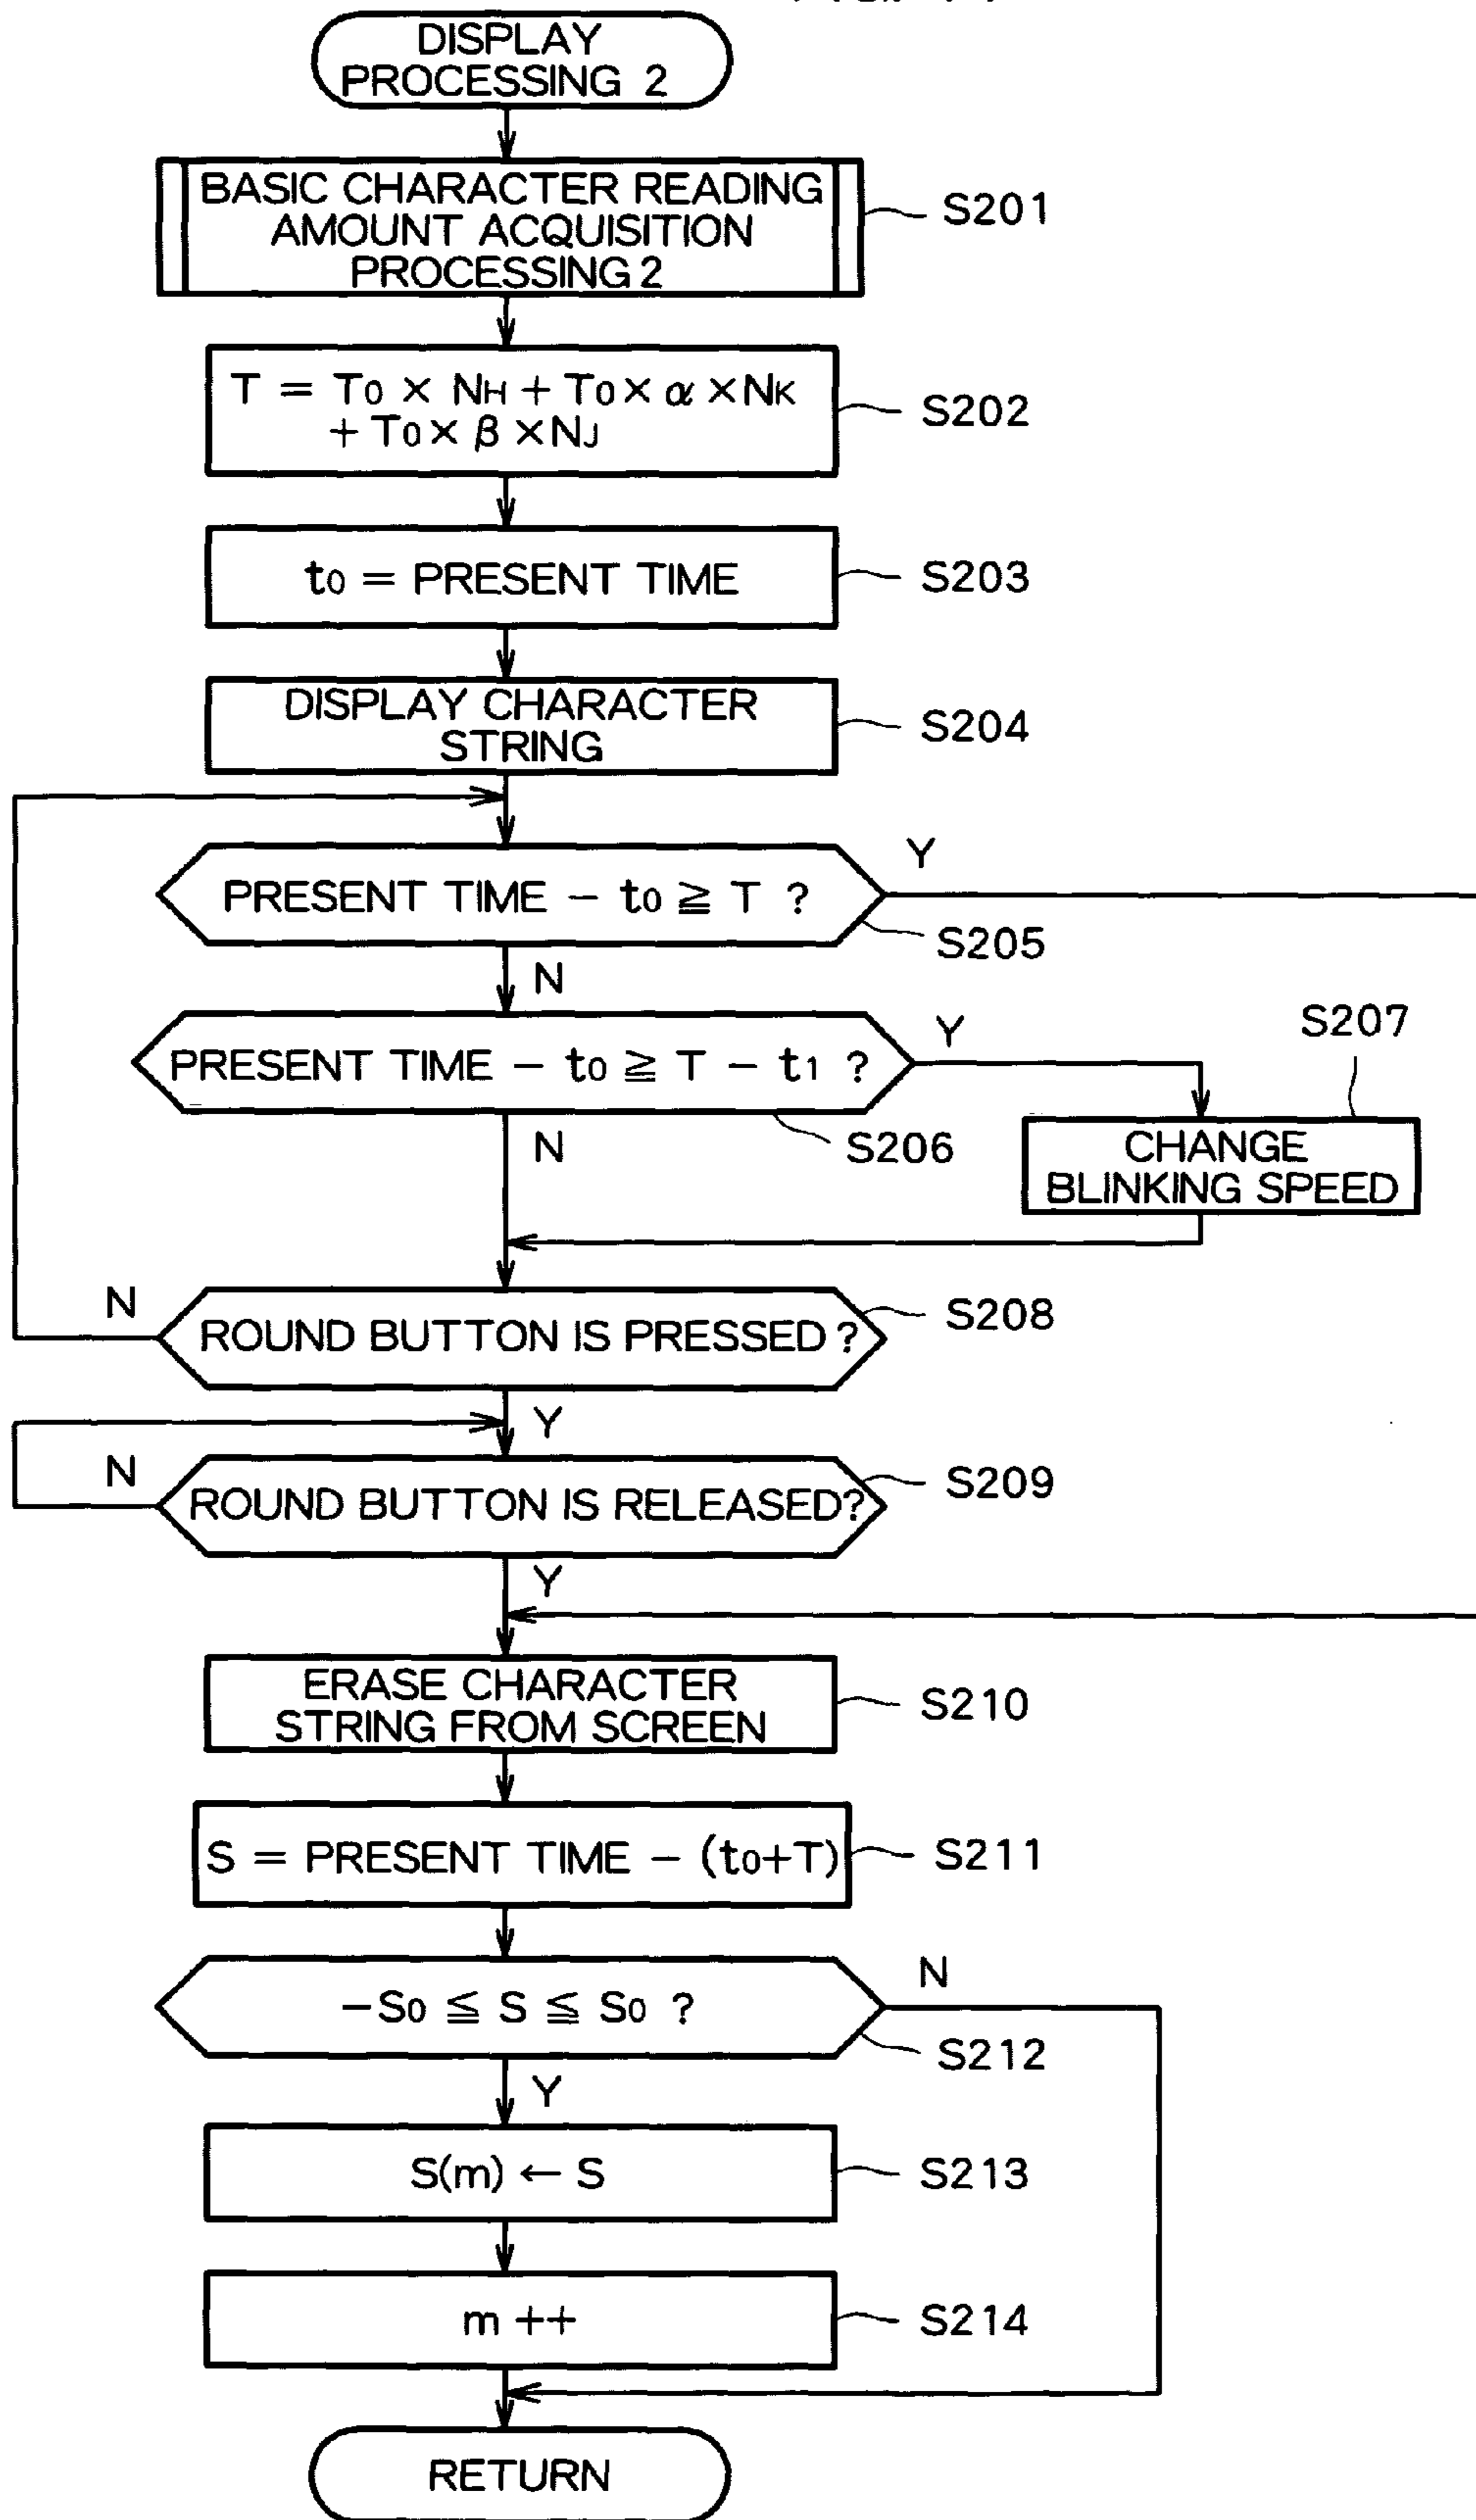 DISPLAY
PROCESSING 2
BASIC CHARACTER READING
AMOUNT ACQUISITION
PROCESSING 2
S201
T = T0 × NH + T0 × α × NK
+ T0 × β × NJ
S202
t0 = PRESENT TIME
S203
DISPLAY CHARACTER
STRING
S204
Y
PRESENT TIME − t0 ≧ T ?
S205
N
PRESENT TIME − t0 ≧ T − t1 ?
Y
S206
S207
N
CHANGE
BLINKING SPEED
N
ROUND BUTTON IS PRESSED ?
S208
Y
N
ROUND BUTTON IS RELEASED?
S209
Y
ERASE CHARACTER
STRING FROM SCREEN
S210
S = PRESENT TIME − (t0+T)
S211
−S0 ≦ S ≦ S0 ?
N
S212
Y
S(m) ← S
S213
m ++
S214
RETURN